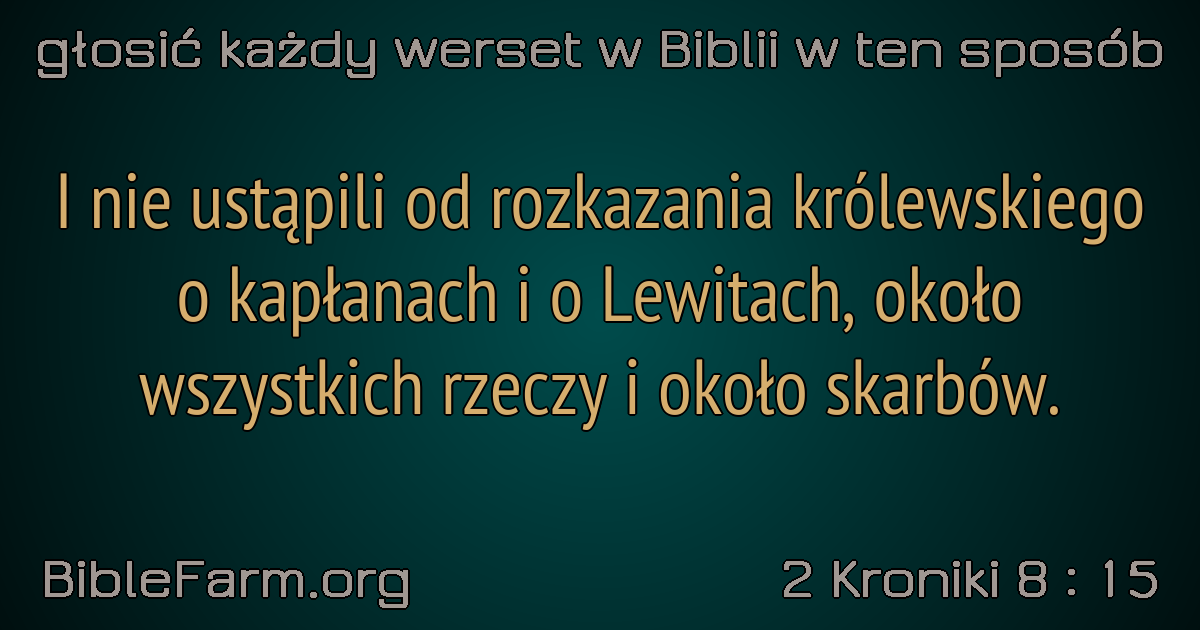 głosić każdy werset w Biblii w ten sposób
I nie ustąpili od rozkazania królewskiego
o kapłanach i o Lewitach, około
wszystkich rzeczy i około skarbów.
BibleFarm.org
2 Kroniki 8 : 15